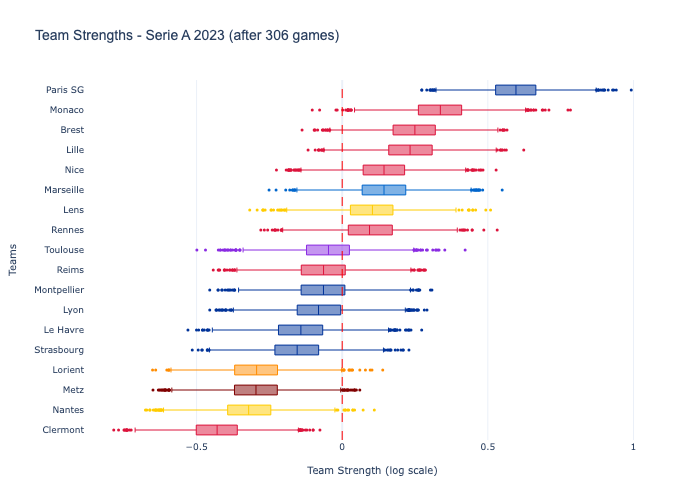 Team Strengths - Serie A 2023 (after 306 games)
Paris SG
Monaco
Brest
Lille
Nice
Marseille
Lens
Rennes
Toulouse
Reims
Montpellier
Lyon
Le Havre
Strasbourg
Lorient
Metz
Nantes
Clermont
Teams
−0.5
0
0.5
1
Team Strength (log scale)